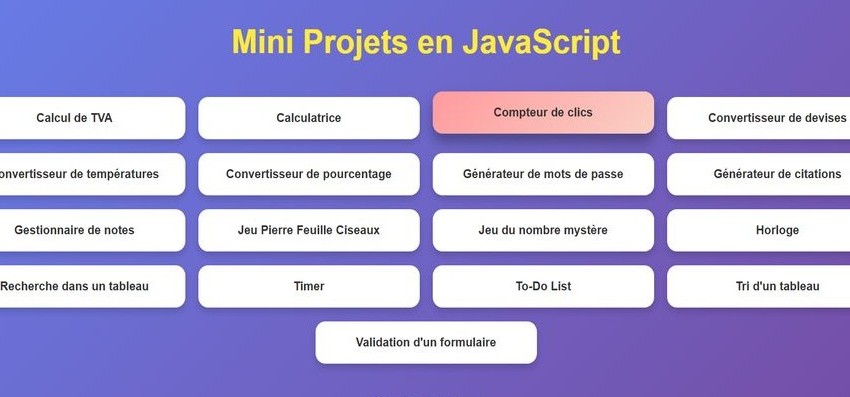 Mini Projets en JavaScript
Calcul de TVA
Calculatrice
Compteur de clics
Convertisseur de devises
onvertisseur de températures
Convertisseur de pourcentage
Générateur de mots de passe
Générateur de citations
Gestionnaire de notes
Jeu Pierre Feuille Ciseaux
Jeu du nombre mystère
Horloge
Recherche dans un tableau
Timer
To-Do List
Tri d'un tableau
Validation d'un formulaire